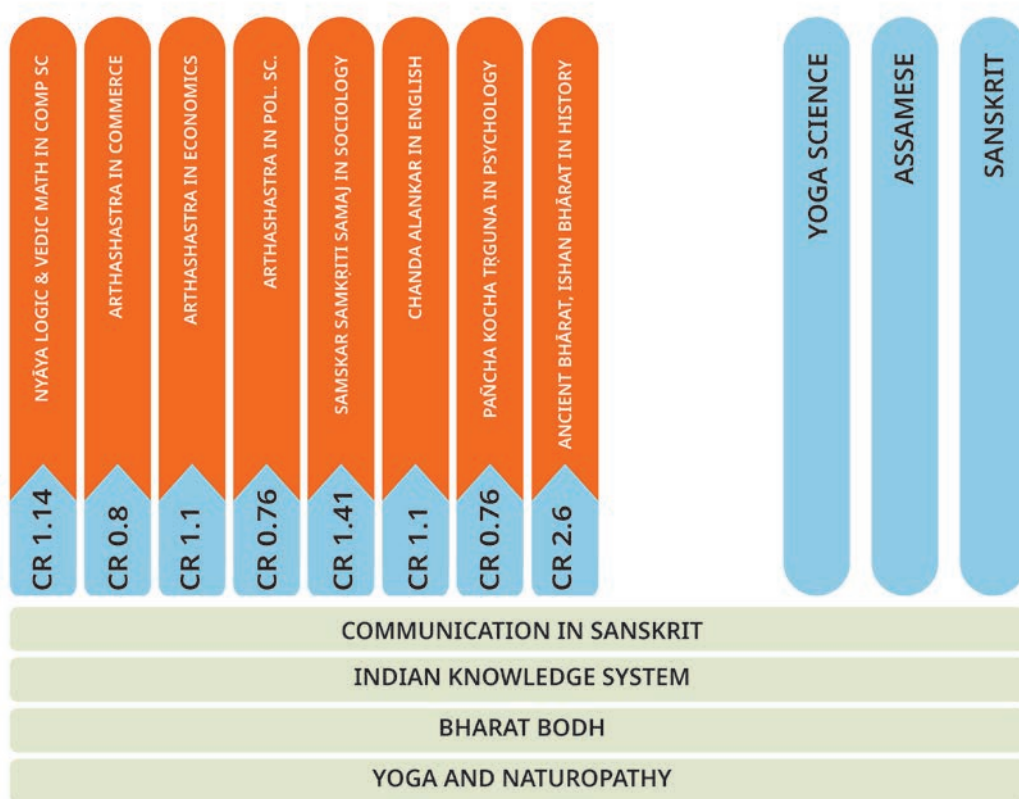 NYĀYA LOGIC & VEDIC MATH IN COMP SC
ARTHASHASTRA IN COMMERCE
ARTHASHASTRA IN ECONOMICS
ARTHASHASTRA IN POL. SC.
SAMSKAR SAMKṚITI SAMAJ IN SOCIOLOGY
CHANDA ALANKAR IN ENGLISH
PAÑCHA KOCHA TṚGUNA IN PSYCHOLOGY
ANCIENT BHĀRAT, ISHAN BHĀRAT IN HISTORY
YOGA SCIENCE
ASSAMESE
SANSKRIT
CR 1.14
CR 0.8
CR 1.1
CR 0.76
CR 1.41
CR 1.1
CR 0.76
CR 2.6
COMMUNICATION IN SANSKRIT
INDIAN KNOWLEDGE SYSTEM
BHARAT BODH
YOGA AND NATUROPATHY